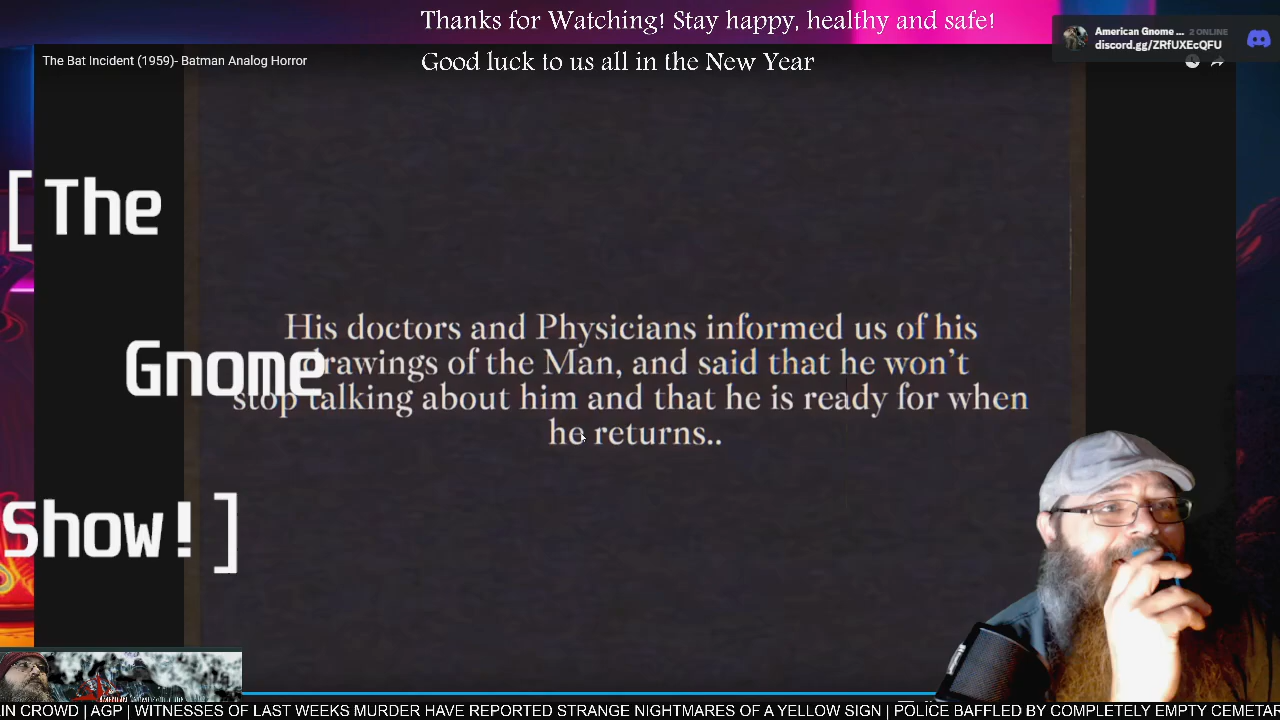 Thanks for Watching! Stay happy, healthy and safe!
Good luck to us all in the New Year
American Gnome ... 2 ONLINE
discord.gg/ZRfUXEcQFU
The Bat Incident (1959)- Batman Analog Horror
[The
Gnome
Show!]
His doctors and Physicians informed us of his
drawings of the Man, and said that he won't
stop talking about him and that he is ready for when
he returns..
IN CROWD | AGP | WITNESSES OF LAST WEEKS MURDER HAVE REPORTED STRANGE NIGHTMARES OF A YELLOW SIGN | POLICE BAFFLED BY COMPLETELY EMPTY CEMETAR